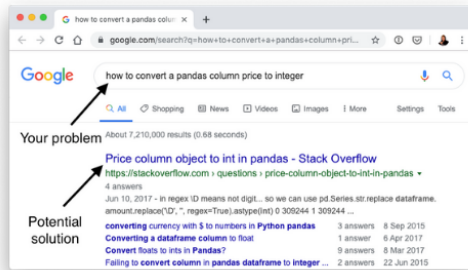 how to convert a pandas colum
google.com/search?q=how+to+convert+a+pandas+column+pri...
Google
how to convert a pandas column price to integer
All Shopping News Videos Images More Settings Tools
Your problem
About 7,210,000 results (0.68 seconds)
Price column object to int in pandas - Stack Overflow
https://stackoverflow.com › questions › price-column-object-to-int-in-pandas
4 answers
Jun 10, 2017 - in regex \D means not digit... so we can use pd.Series.str.replace dataframe.
amount.replace('\D', '', regex=True).astype(int) 0 309244 1 309244 ...
Potential
solution
converting currency with $ to numbers in Python pandas 3 answers 8 Sep 2015
Converting a dataframe column to float 1 answer 6 Apr 2017
Convert floats to ints in Pandas? 9 answers 8 Mar 2017
Failing to convert column in pandas dataframe to integer ... 2 answers 22 Jun 2015